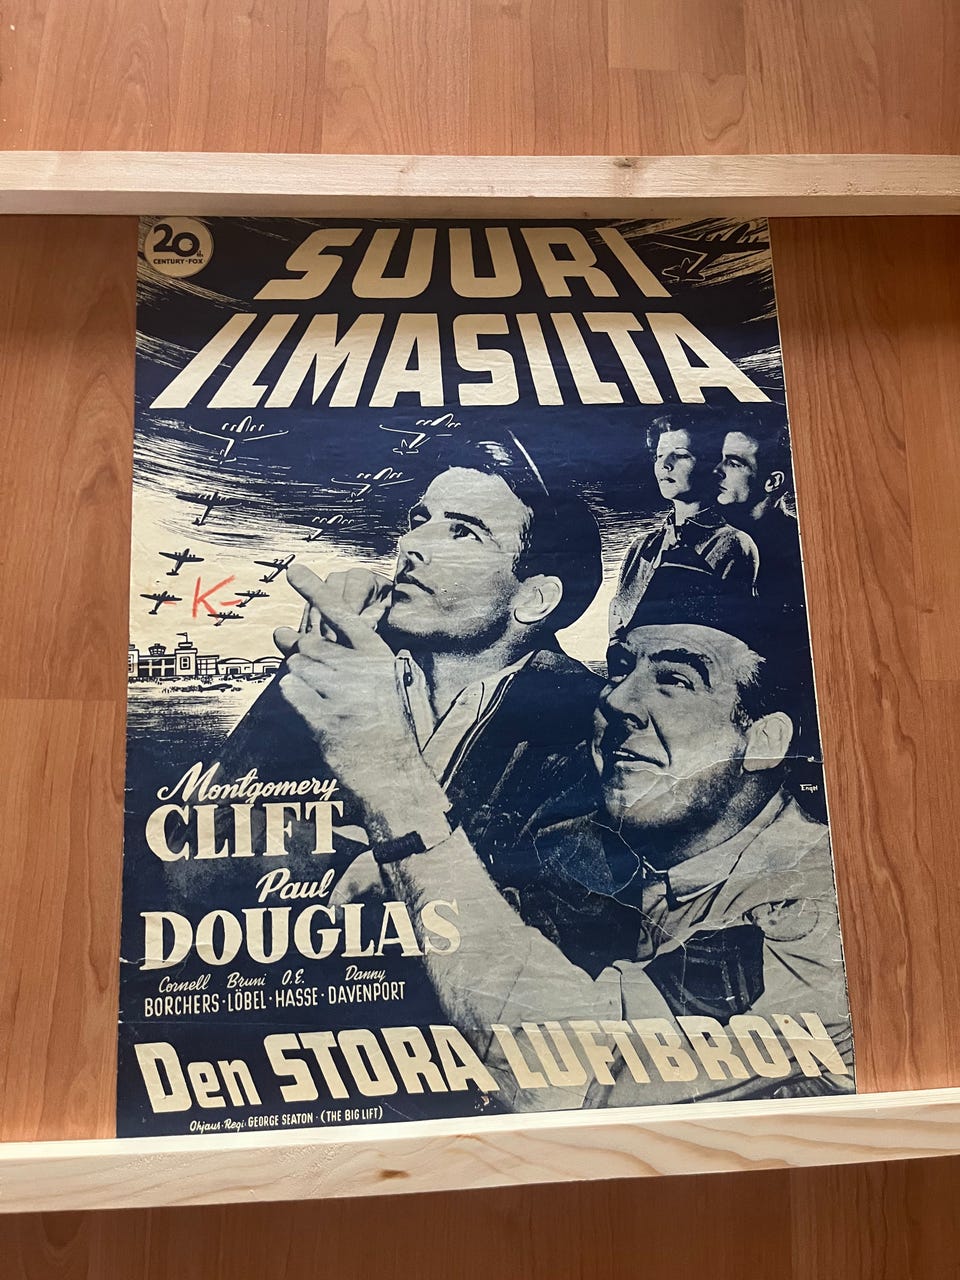 20th
CENTURY-FOX
SUURI
ILMASILTA
-K-
Engel
Montgomery
CLIFT
Paul
DOUGLAS
Cornell Bruni O.E. Danny
BORCHERS·LÖBEL·HASSE·DAVENPORT
Den STORA LUFTBRON
Ohjaus-Regi: GEORGE SEATON·(THE BIG LIFT)